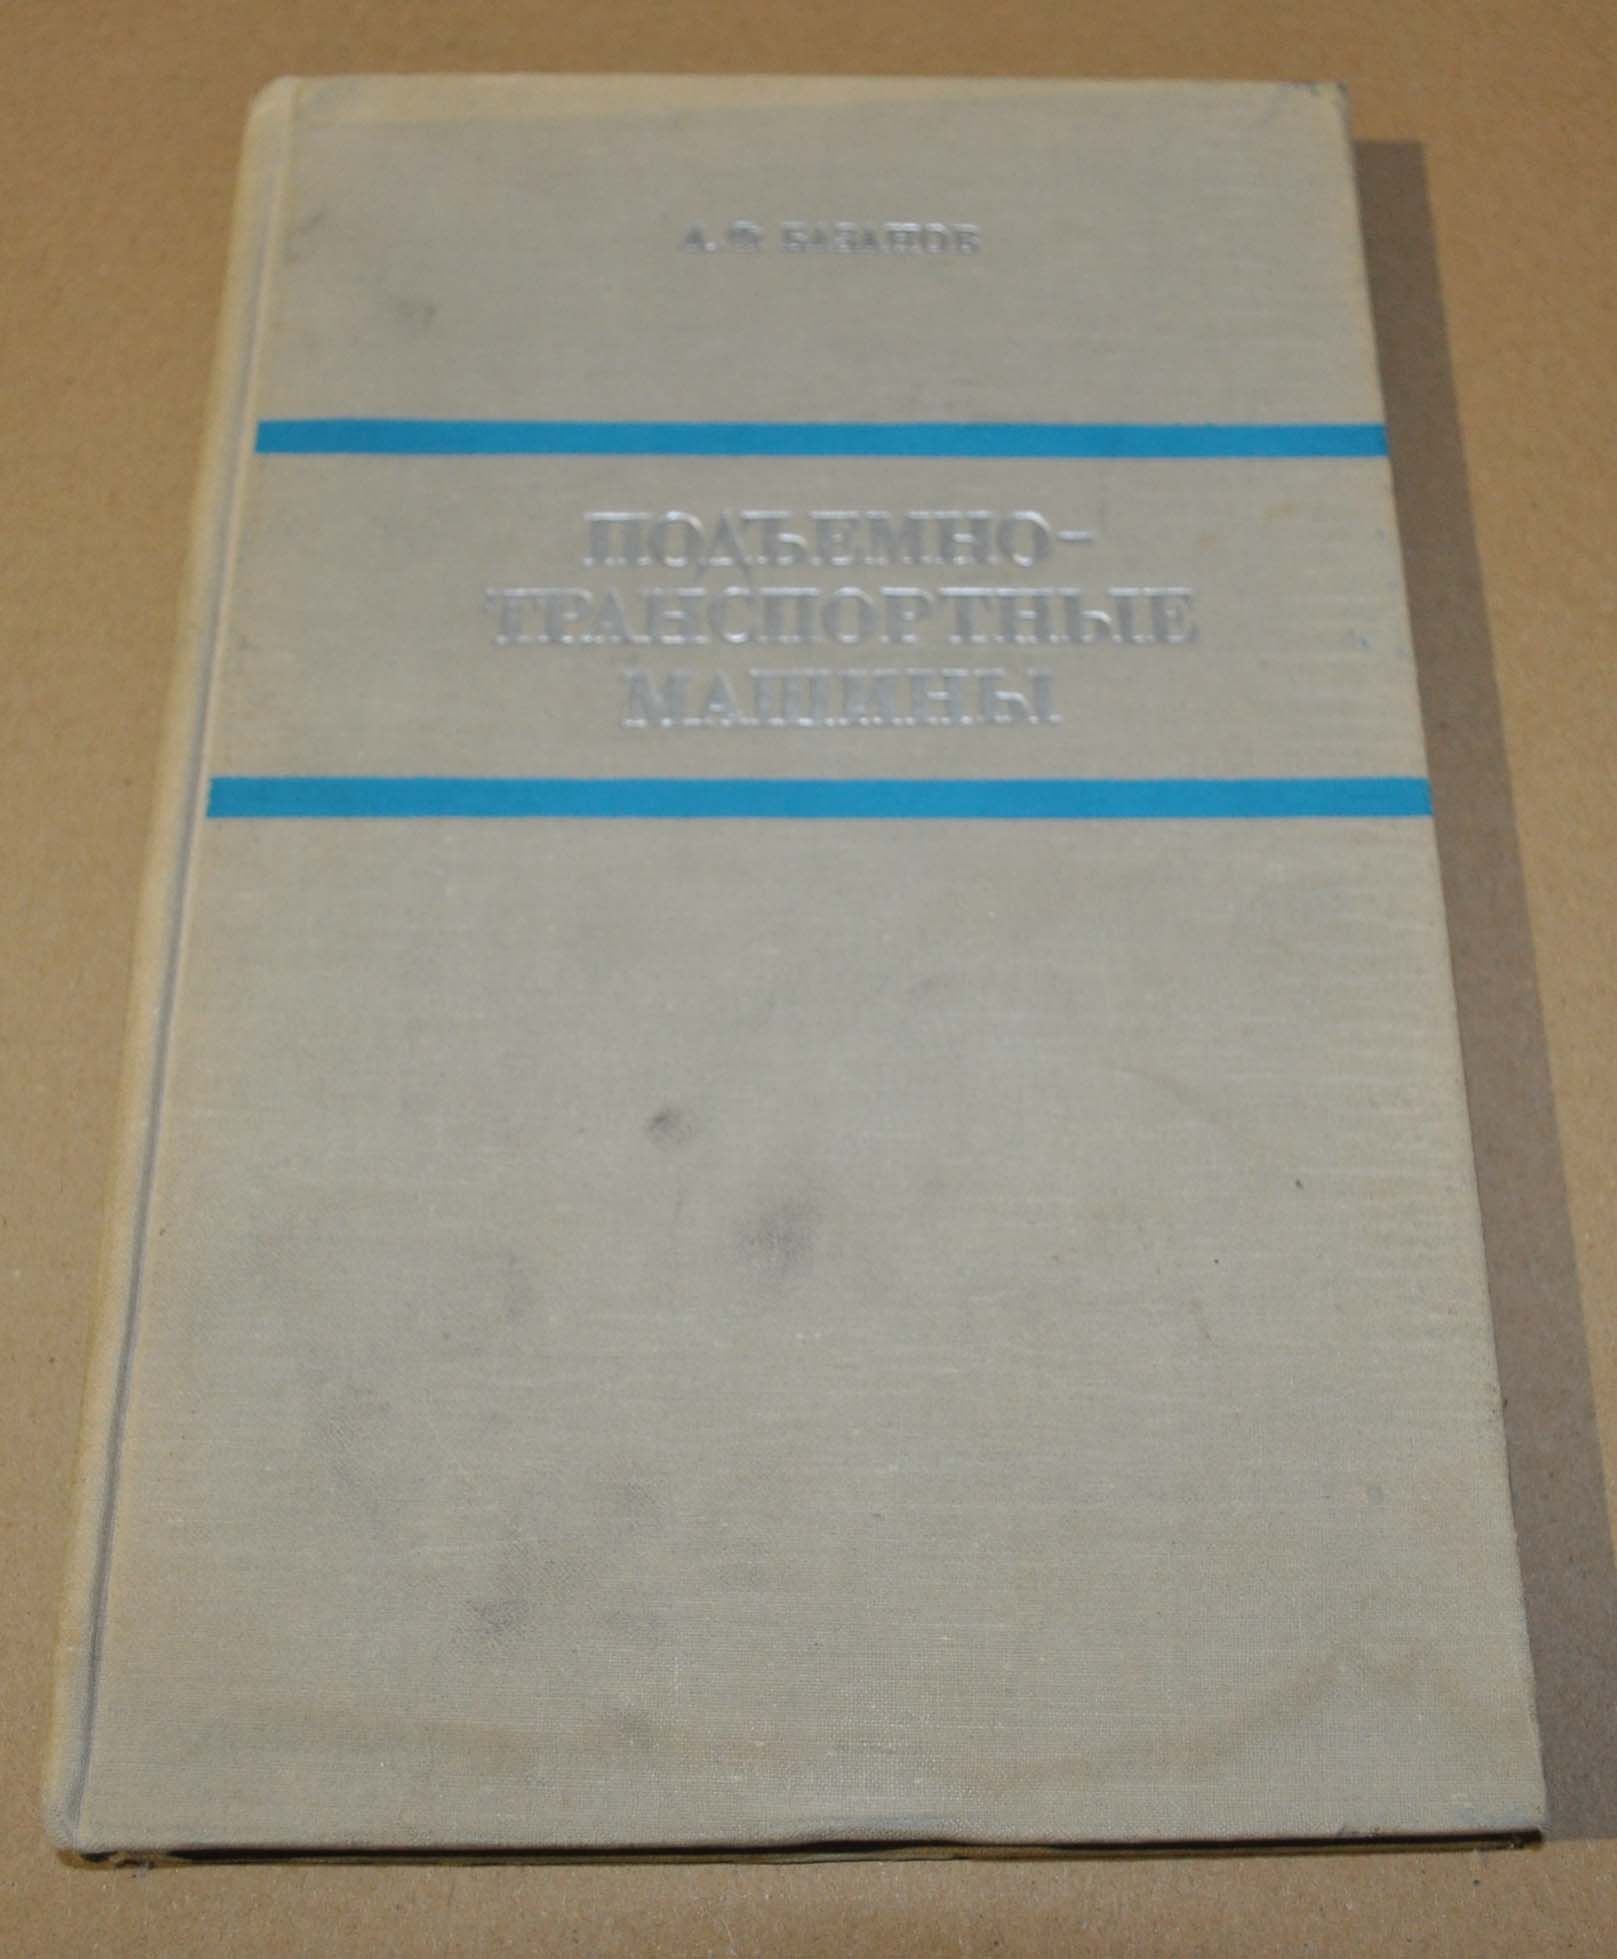 А. Ф. БАЗАНОВ
ПОДЪЕМНО-
ТРАНСПОРТНЫЕ
МАШИНЫ